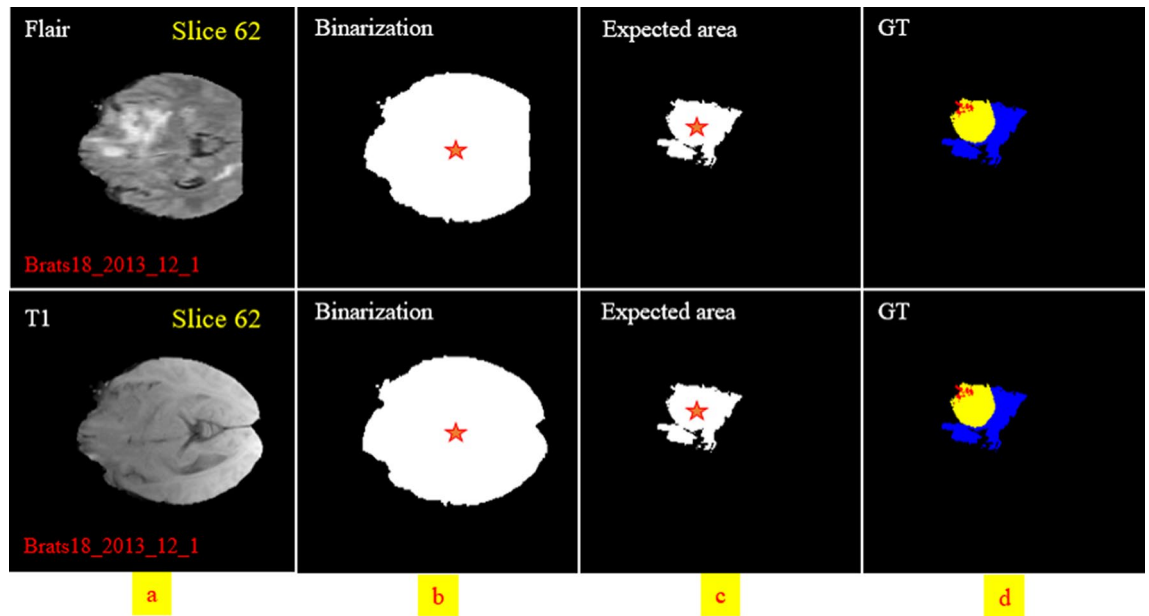 Flair
Slice 62
Binarization
Expected area
GT
Brats18_2013_12_1
T1
Slice 62
Binarization
Expected area
GT
Brats18_2013_12_1
a
b
c
d